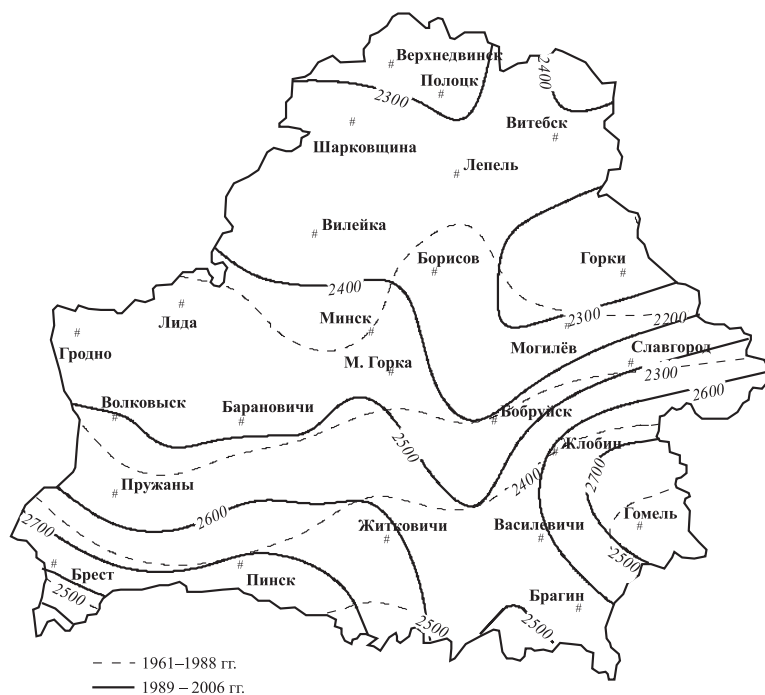 Верхнедвинск
Полоцк
2400
2300
Витебск
Шарковщина
Лепель
Вилейка
Борисов
Горки
2400
Лида
Минск
2300
2200
Гродно
Могилёв
Славгород
М. Горка
2300
2600
Волковыск
Барановичи
Бобруйск
2500
Жлобин
2700
Пружаны
2400
2600
Житковичи
Василевичи
Гомель
2700
Брест
Пинск
2500
2500
Брагин
2500
1961–1988 гг.
1989 – 2006 гг.